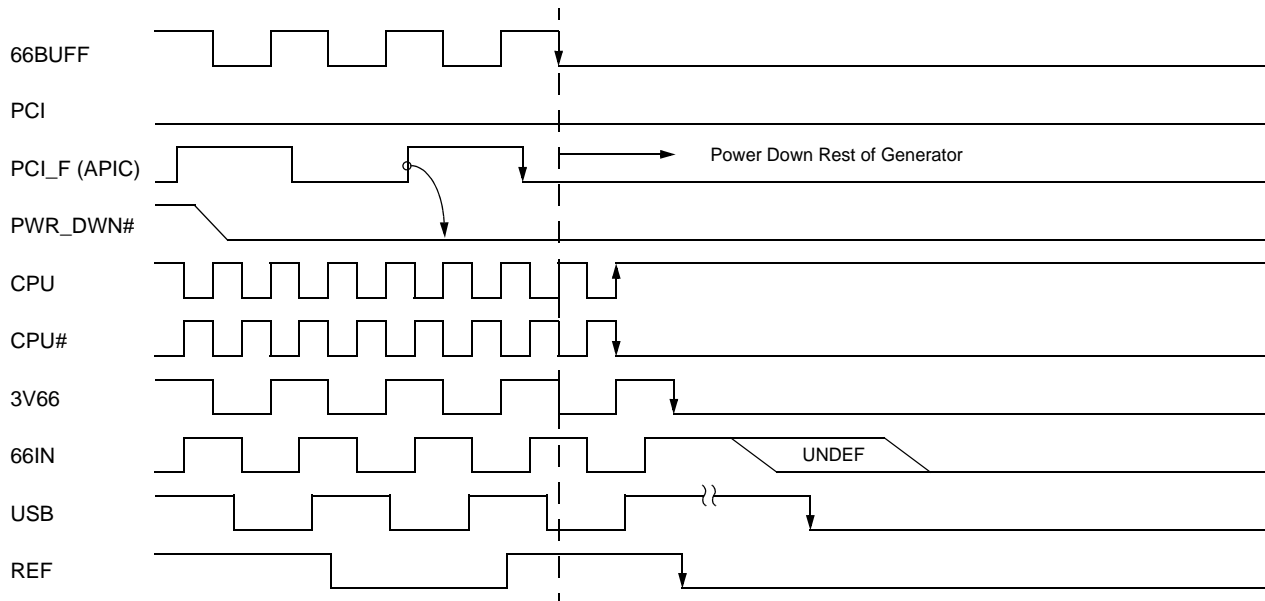 66BUFF
PCI
PCI_F (APIC)
Power Down Rest of Generator
PWR_DWN#
CPU
CPU#
3V66
66IN
UNDEF
USB
REF